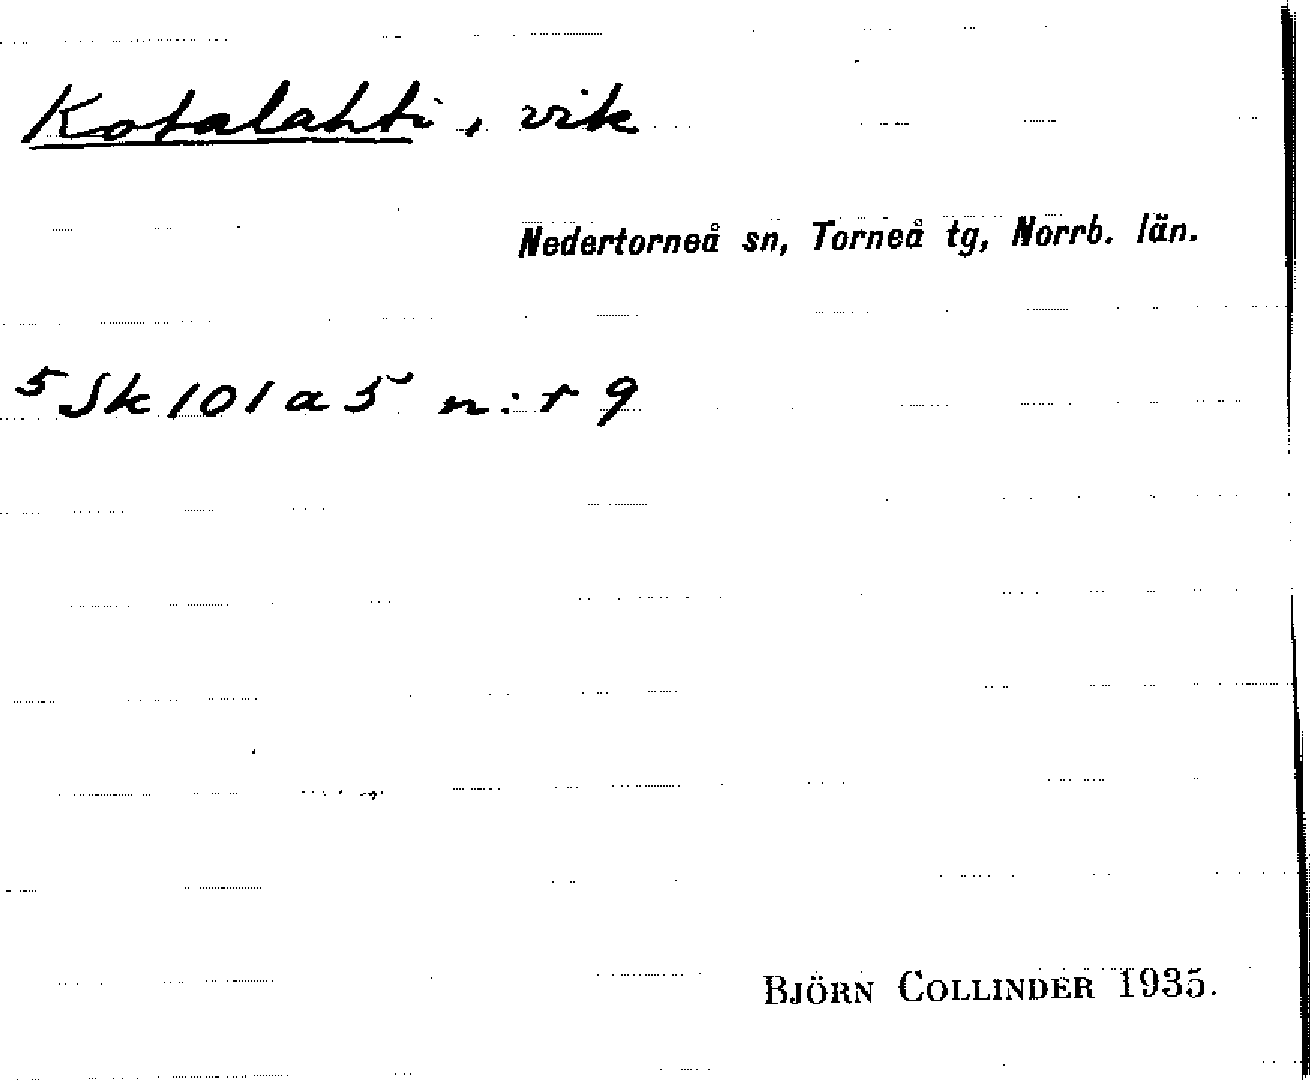 Kotalahti, vik
Nedertorneå sn, Torneå tg, Norrb. län.
5 Sk 101 a 5 n:r 9
BJÖRN COLLINDER 1935.